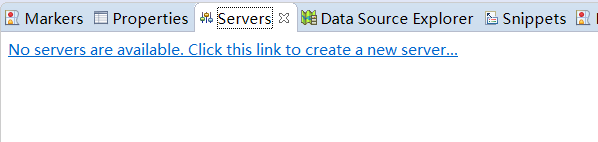 Markers Properties Servers Data Source Explorer Snippets
No servers are available. Click this link to create a new server...